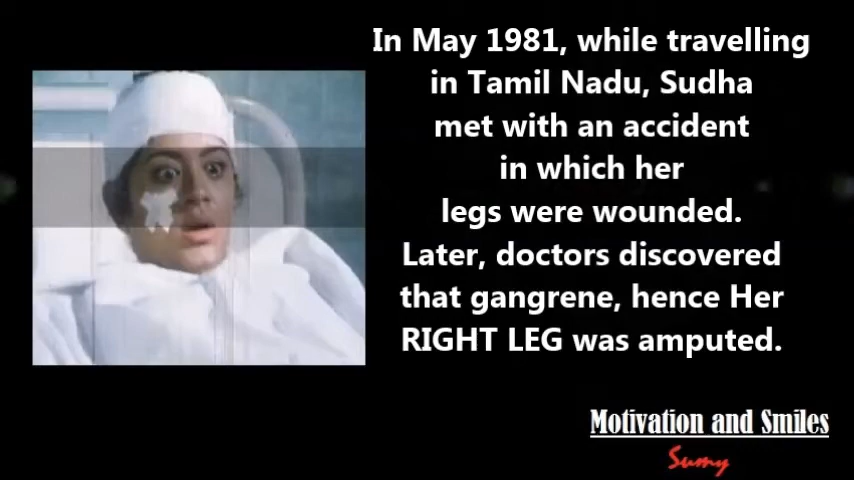 In May 1981, while travelling
in Tamil Nadu, Sudha
met with an accident
in which her
legs were wounded.
Later, doctors discovered
that gangrene, hence Her
RIGHT LEG was amputed.
Motivation and Smiles
Sumy